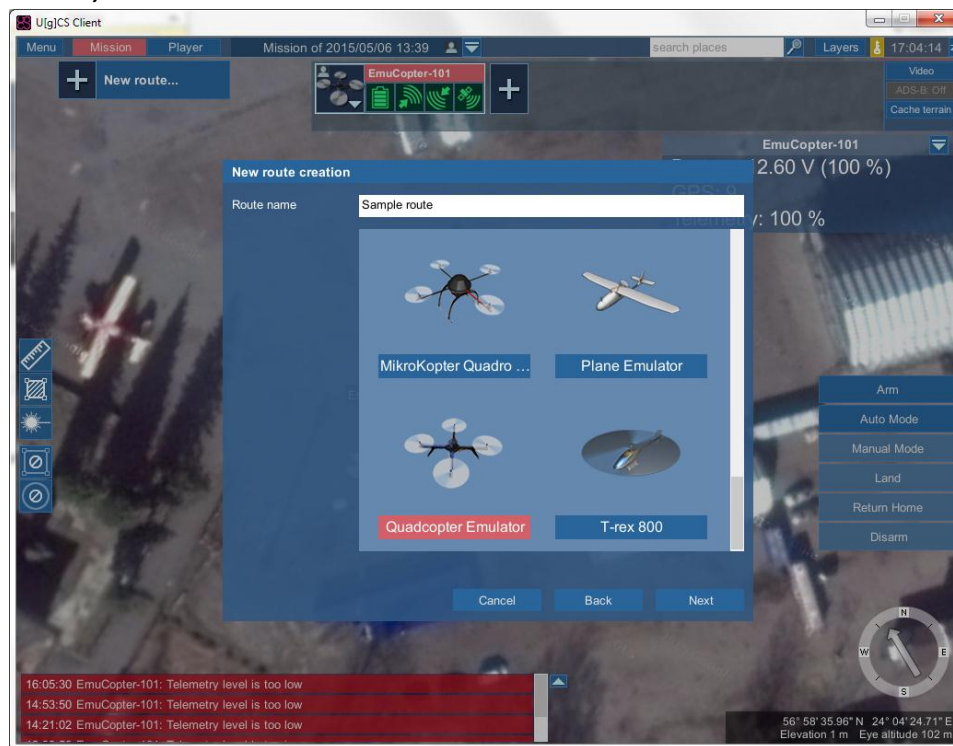 U[g]CS Client
Menu Mission Player Mission of 2015/05/06 13:39 search places Layers 17:04:14
New route...
EmuCopter-101
Video
ADS-B: Off
Cache terrain
EmuCopter-101
2.60 V (100 %)
GPS: 9
Telemetry: 100 %
New route creation
Route name Sample route
MikroKopter Quadro ... Plane Emulator
Quadcopter Emulator T-rex 800
Cancel Back Next
Arm
Auto Mode
Manual Mode
Land
Return Home
Disarm
N
W E
S
16:05:30 EmuCopter-101: Telemetry level is too low
14:53:50 EmuCopter-101: Telemetry level is too low
14:21:02 EmuCopter-101: Telemetry level is too low
56° 58' 35.96" N 24° 04' 24.71" E
Elevation 1 m Eye altitude 102 m